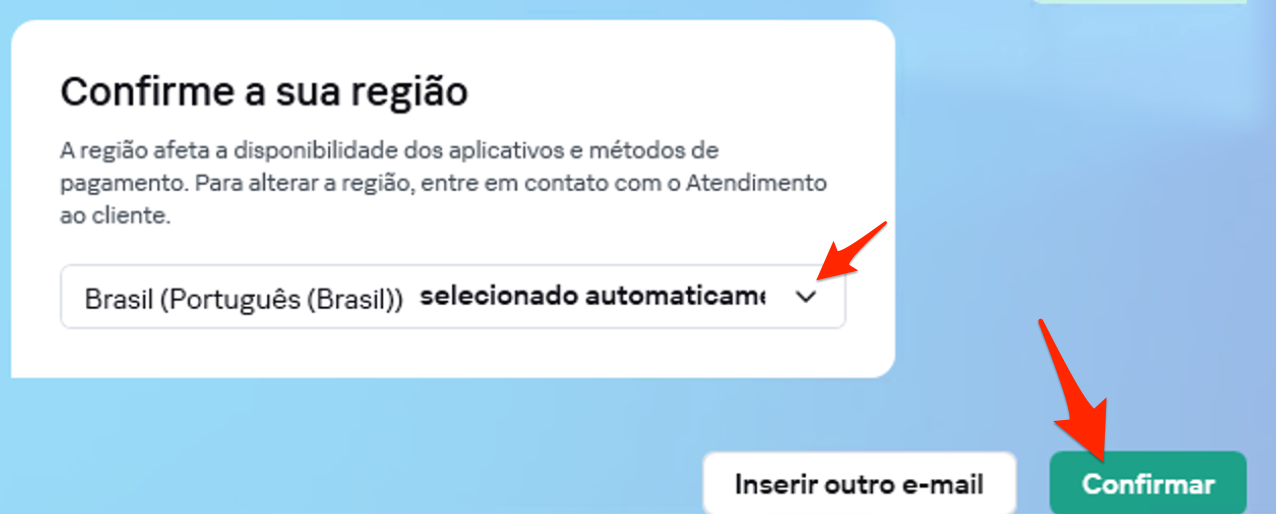 Confirme a sua região
A região afeta a disponibilidade dos aplicativos e métodos de
pagamento. Para alterar a região, entre em contato com o Atendimento
ao cliente.
Brasil (Português (Brasil)) selecionado
Inserir outro e-mail Confirmar